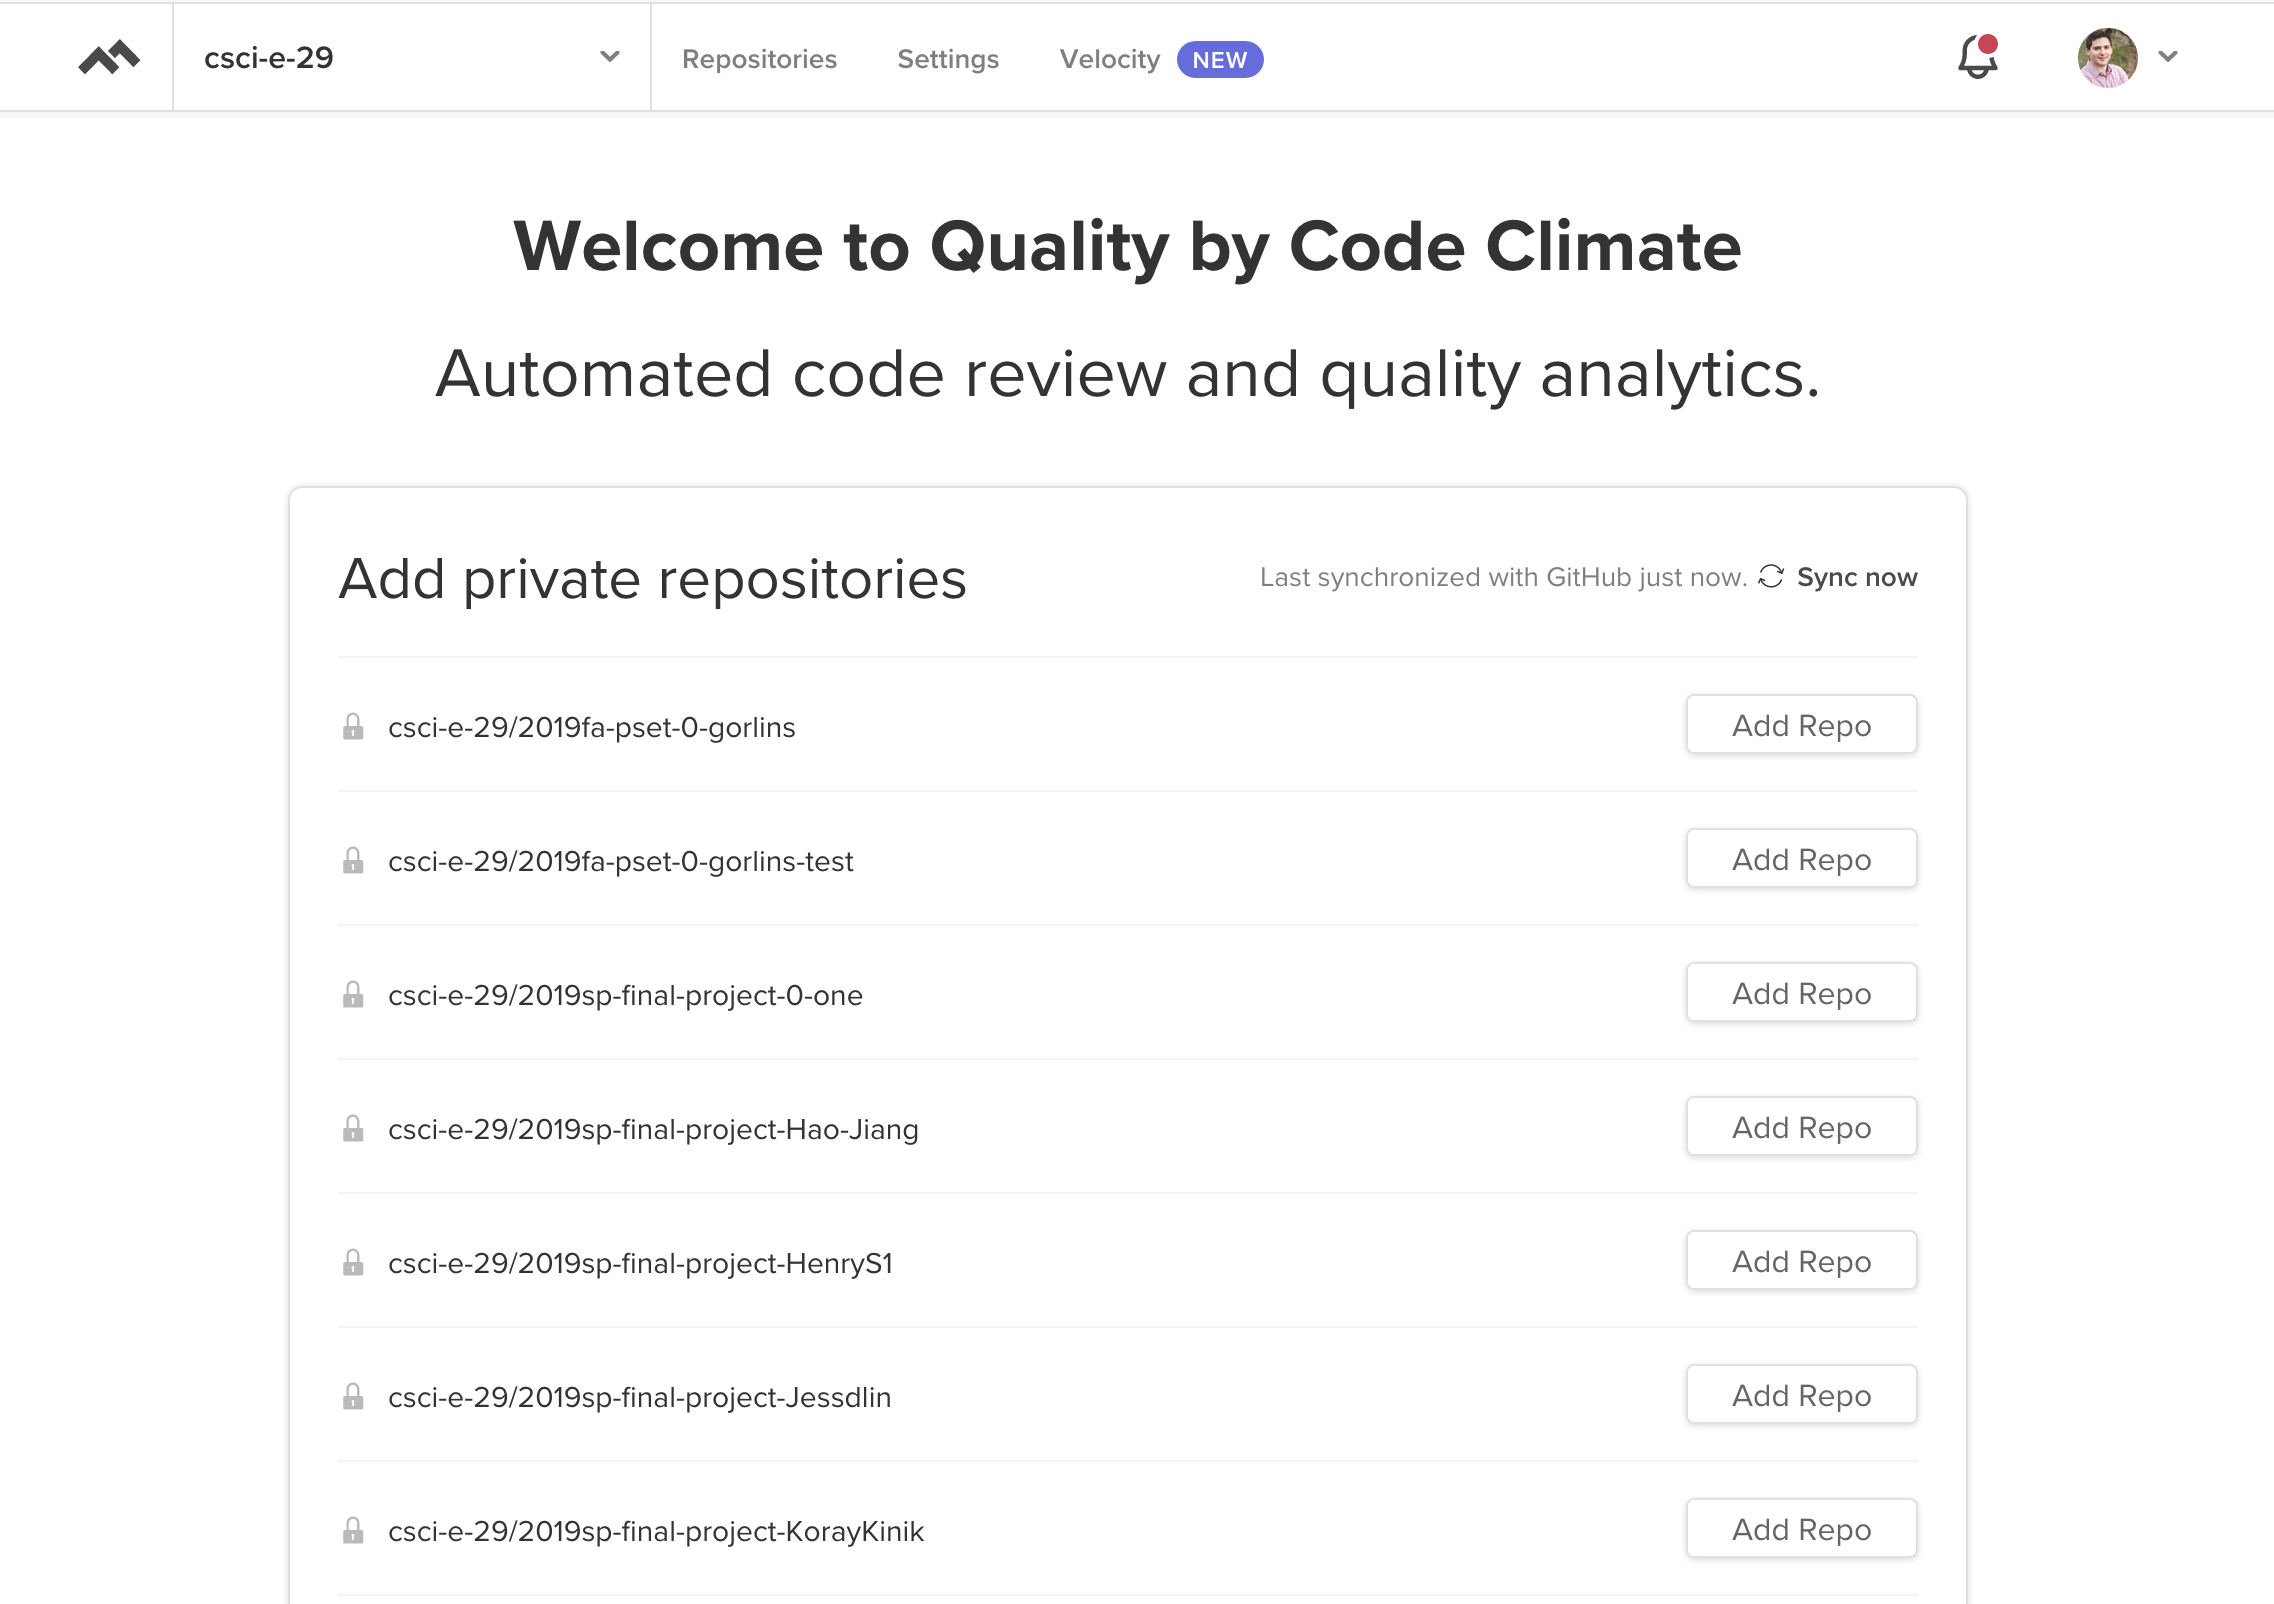 csci-e-29
Repositories Settings Velocity NEW
Welcome to Quality by Code Climate
Automated code review and quality analytics.
Add private repositories
Last synchronized with GitHub just now. Sync now
csci-e-29/2019fa-pset-0-gorlins Add Repo
csci-e-29/2019fa-pset-0-gorlins-test Add Repo
csci-e-29/2019sp-final-project-0-one Add Repo
csci-e-29/2019sp-final-project-Hao-Jiang Add Repo
csci-e-29/2019sp-final-project-HenryS1 Add Repo
csci-e-29/2019sp-final-project-Jessdlin Add Repo
csci-e-29/2019sp-final-project-KorayKinik Add Repo